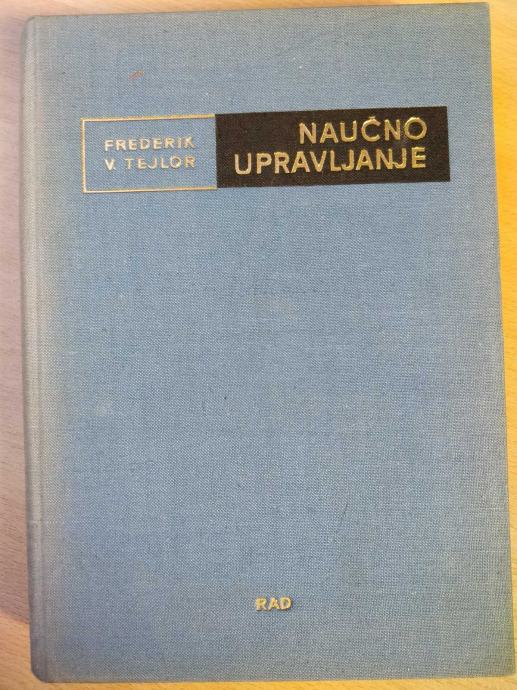 FREDERIK
V. TEJLOR
NAUČNO
UPRAVLJANJE
RAD